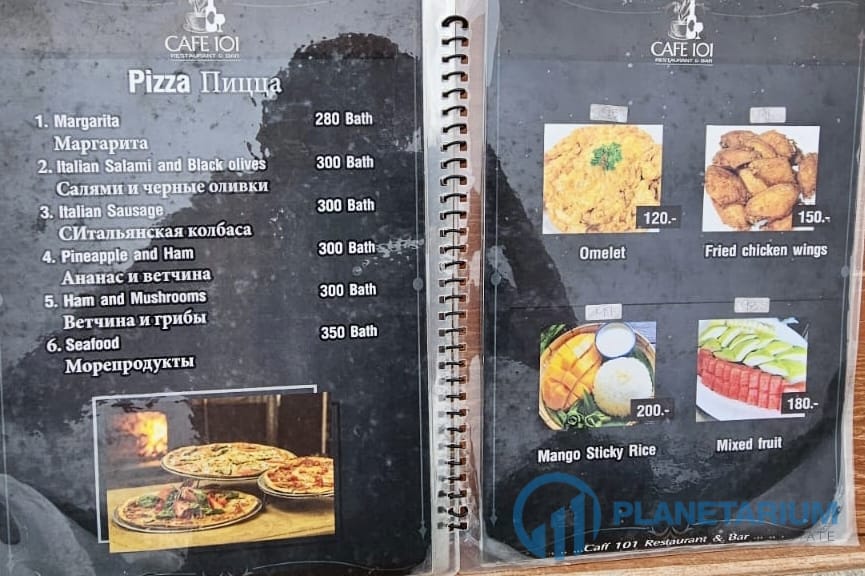 CAFE 101
RESTAURANT & BAR
Pizza Пицца
1. Margarita 280 Bath
Маргарита
2. Italian Salami and Black olives 300 Bath
Салями и черные оливки
3. Italian Sausage 300 Bath
СИтальянская колбаса
4. Pineapple and Ham 300 Bath
Ананас и ветчина
5. Ham and Mushrooms 300 Bath
Ветчина и грибы
6. Seafood 350 Bath
Морепродукты
CAFE 101
RESTAURANT & BAR
120.- 150.-
Omelet Fried chicken wings
200.- 180.-
Mango Sticky Rice Mixed fruit
PLANETARIUM
Caff 101 Restaurant & Bar